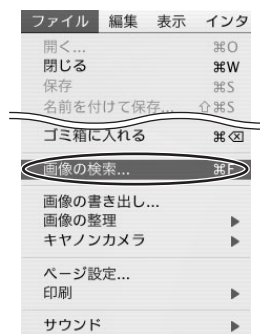 ファイル 編集 表示 インタ
開く... ⌘O
閉じる ⌘W
保存 ⌘S
名前を付けて保存... ⇧⌘S
ゴミ箱に入れる ⌘⌫
画像の検索... ⌘F
画像の書き出し...
画像の整理 ▶
キヤノンカメラ ▶
ページ設定...
印刷 ▶
サウンド ▶